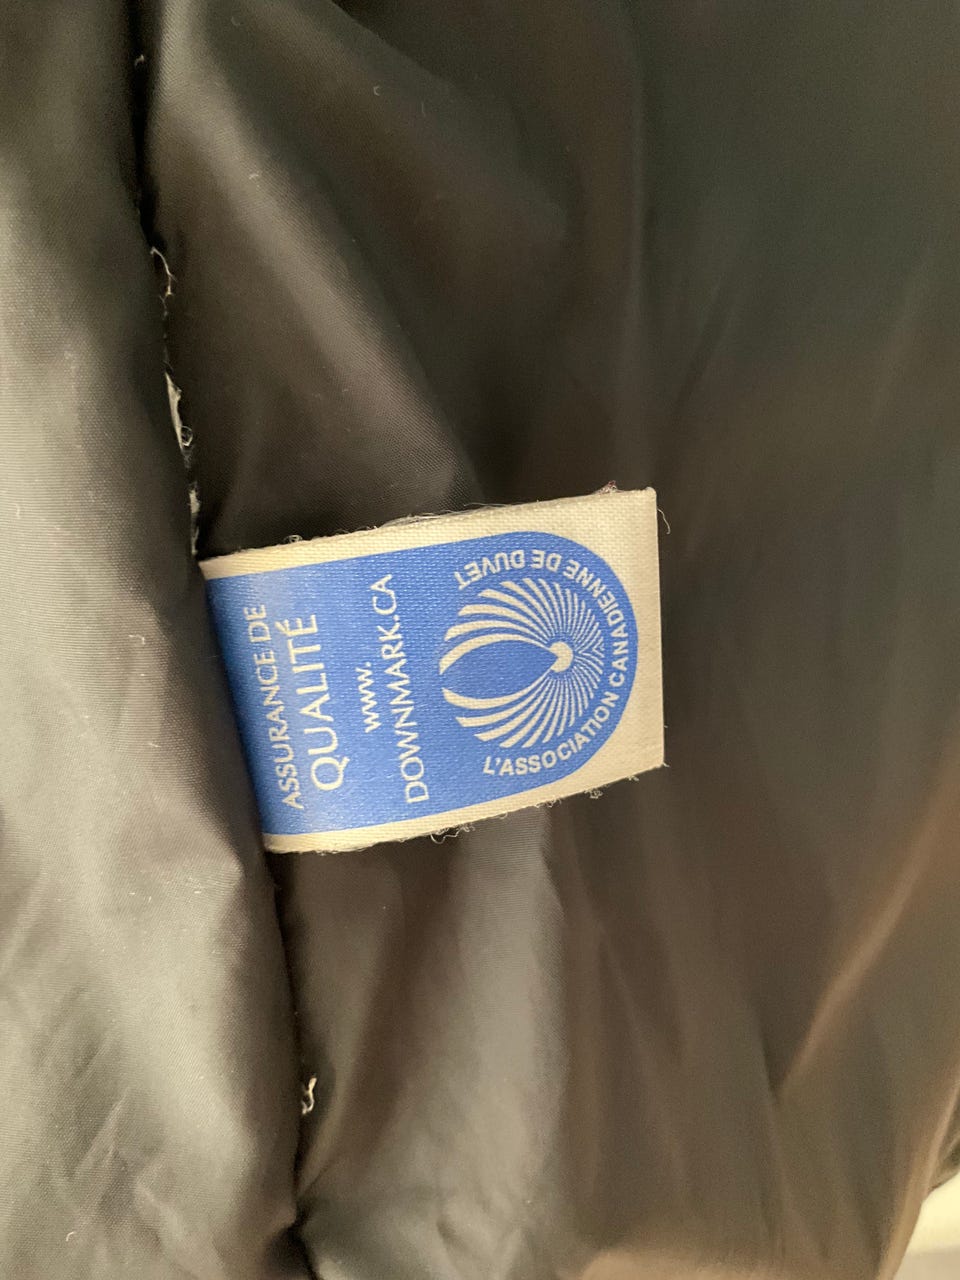 L'ASSOCIATION CANADIENNE DE DUVET
www.
DOWNMARK.CA
ASSURANCE DE
QUALITÉ